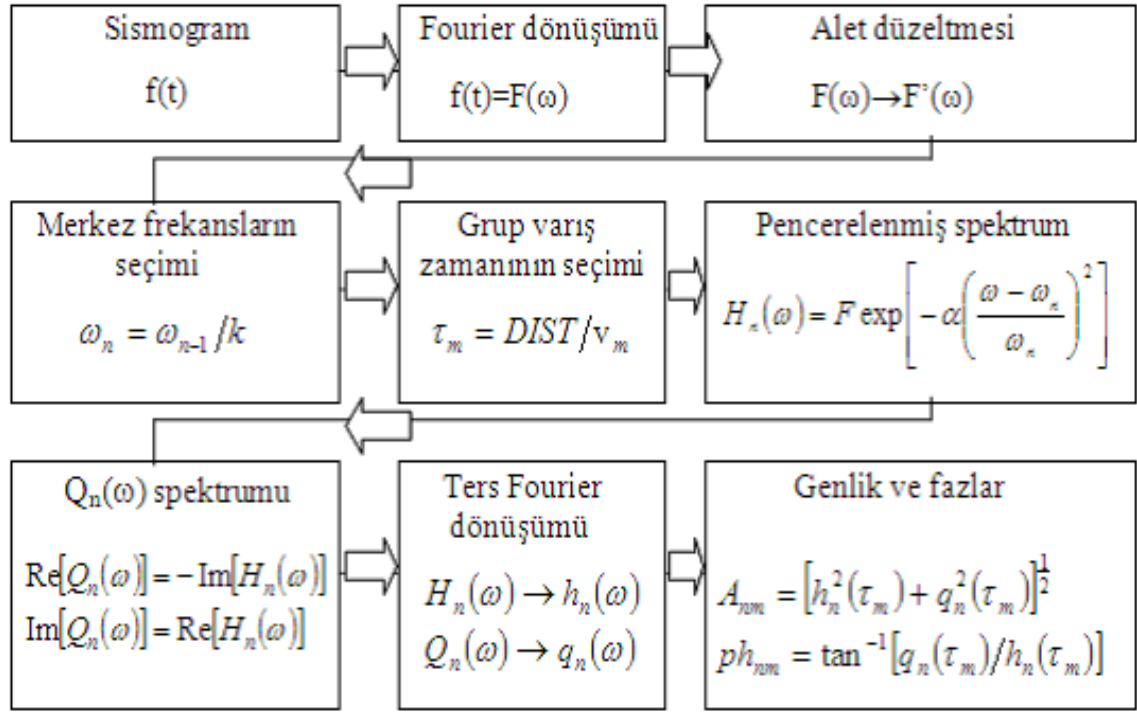 Sismogram
f(t)
Fourier dönüşümü
f(t)=F(ω)
Alet düzeltmesi
F(ω)→F’(ω)
Merkez frekansların
seçimi
ωₙ = ωₙ₋₁/k
Grup varış
zamanının seçimi
τₘ = DIST/vₘ
Pencerelenmiş spektrum
Hₙ(ω) = F exp[−α((ω − ωₙ)/ωₙ)²]
Qₙ(ω) spektrumu
Re[Qₙ(ω)] = −Im[Hₙ(ω)]
Im[Qₙ(ω)] = Re[Hₙ(ω)]
Ters Fourier
dönüşümü
Hₙ(ω) → hₙ(ω)
Qₙ(ω) → qₙ(ω)
Genlik ve fazlar
Aₙₘ = [hₙ²(τₘ) + qₙ²(τₘ)]^½
phₙₘ = tan⁻¹[qₙ(τₘ)/hₙ(τₘ)]